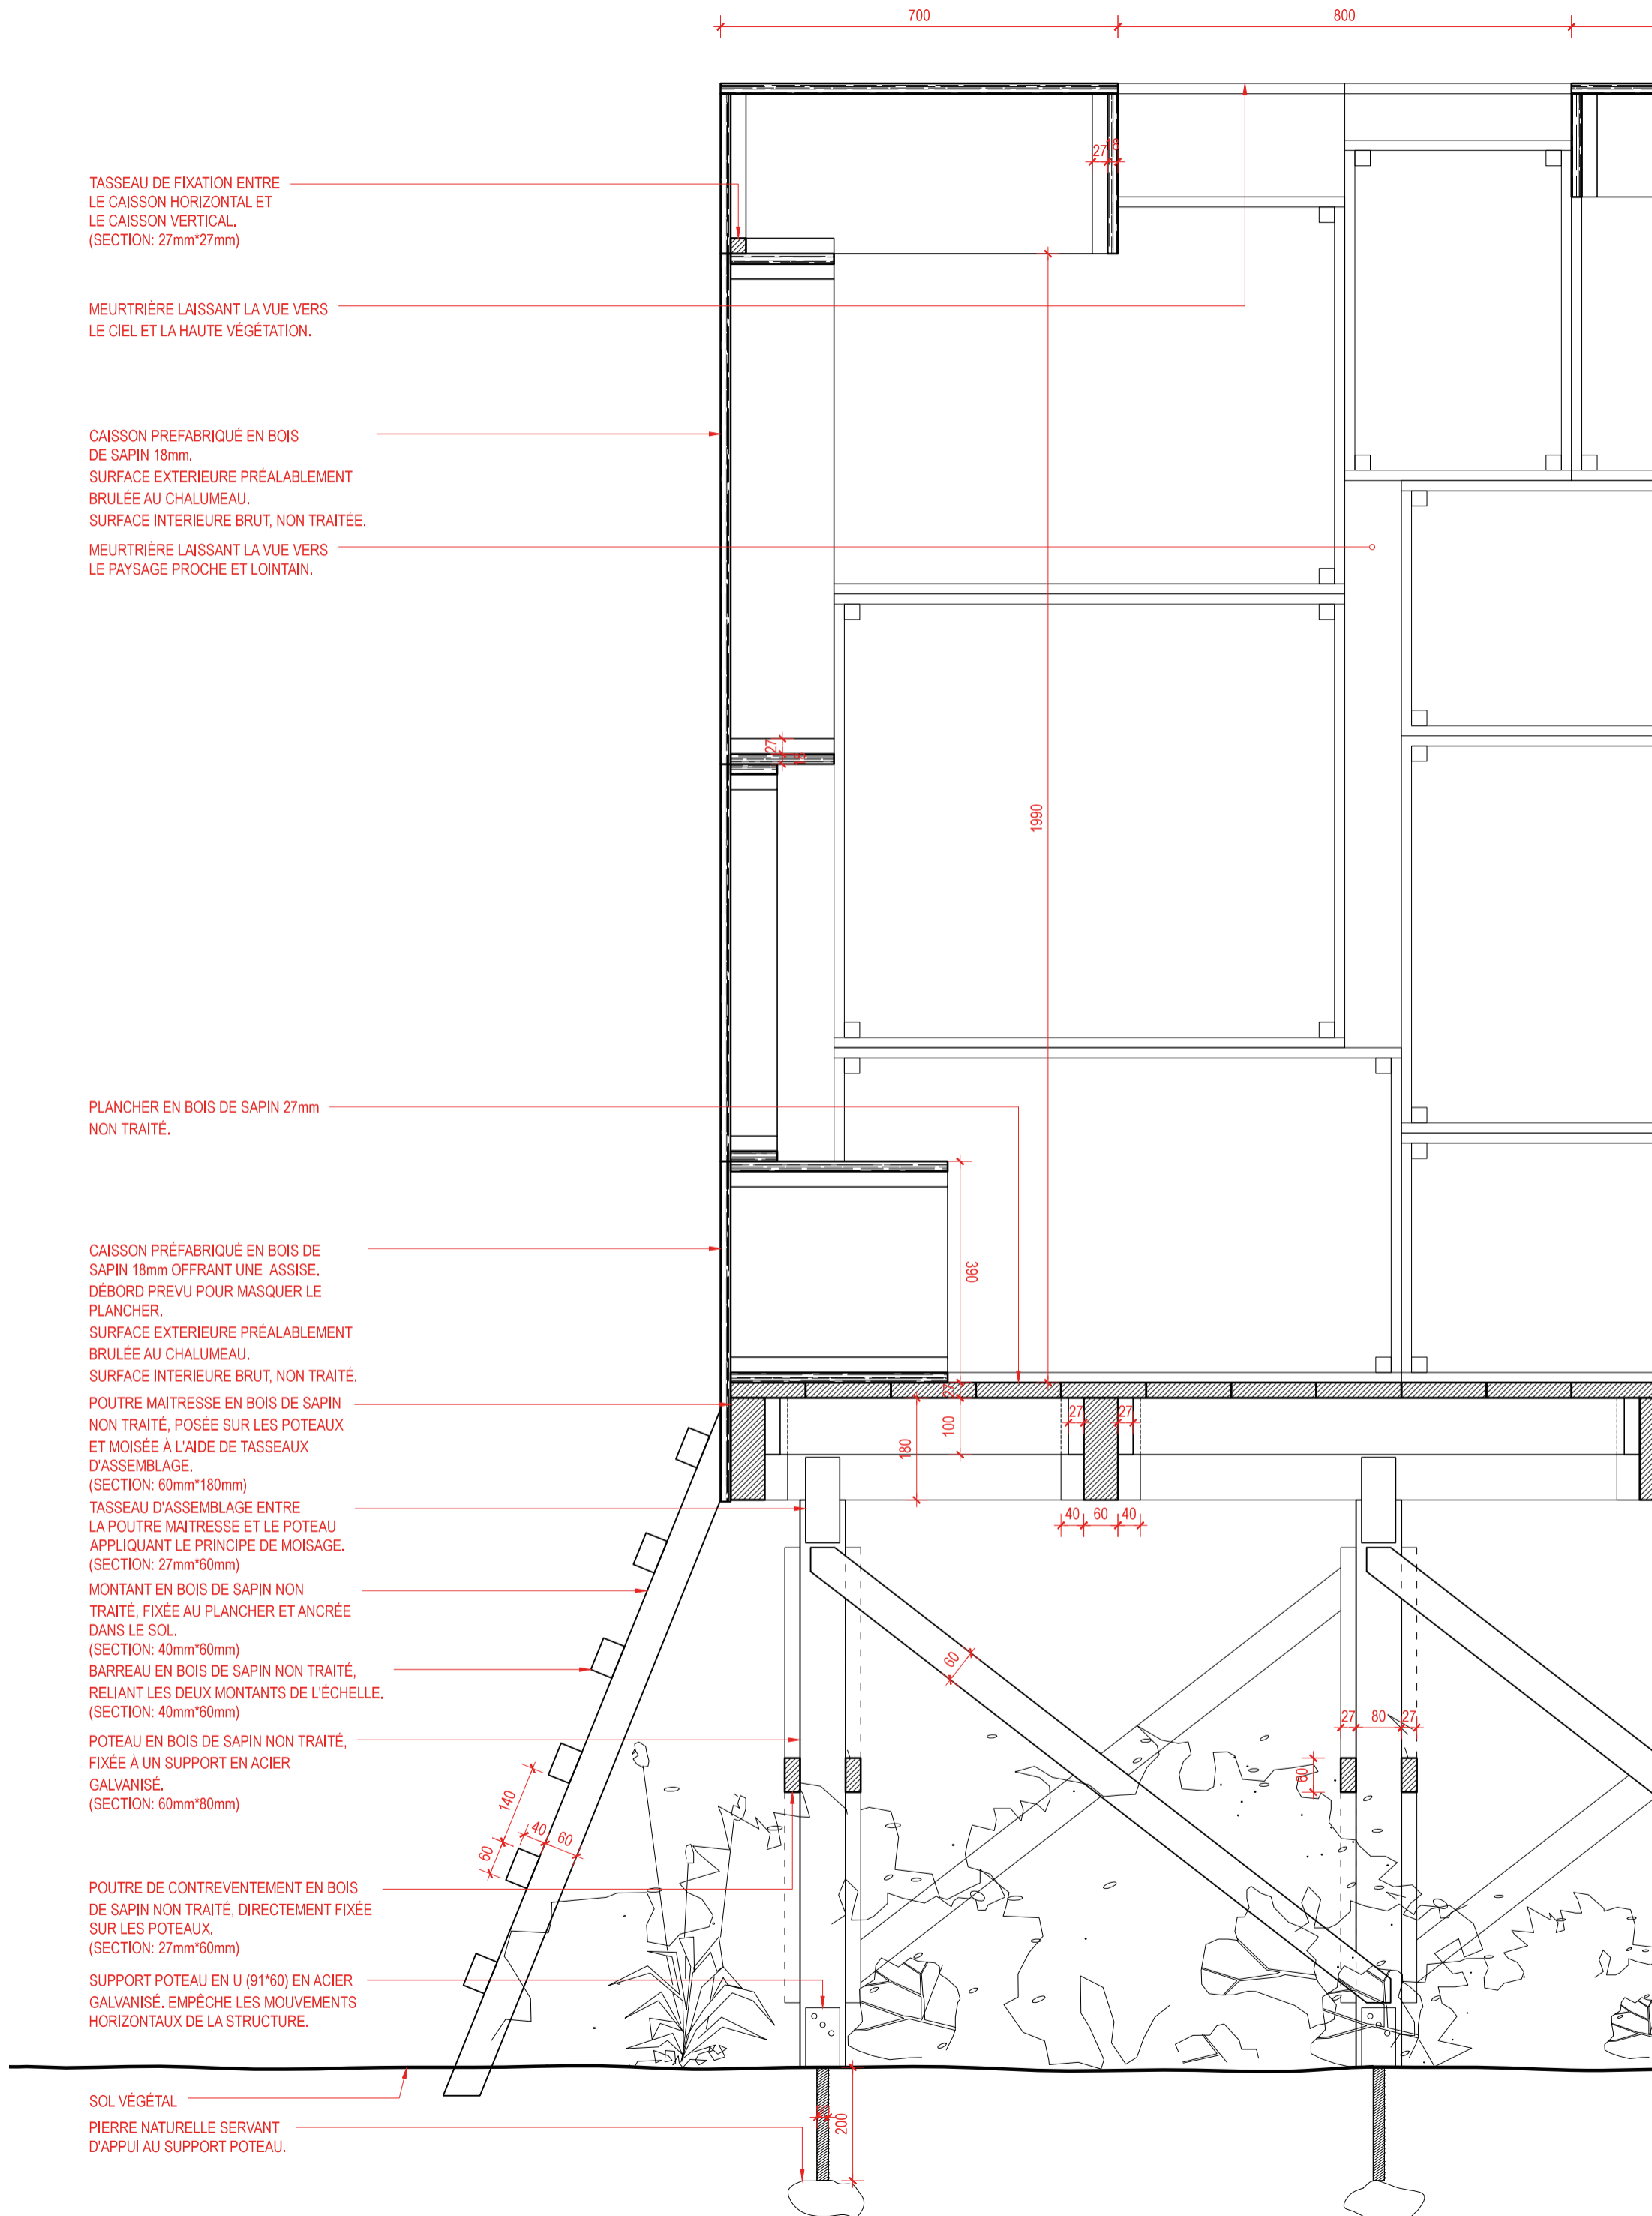 700
800
27
18
TASSEAU DE FIXATION ENTRE
LE CAISSON HORIZONTAL ET
LE CAISSON VERTICAL.
(SECTION: 27mm*27mm)
MEURTRIÈRE LAISSANT LA VUE VERS
LE CIEL ET LA HAUTE VÉGÉTATION.
CAISSON PREFABRIQUÉ EN BOIS
DE SAPIN 18mm.
SURFACE EXTERIEURE PRÉALABLEMENT
BRULÉE AU CHALUMEAU.
SURFACE INTERIEURE BRUT, NON TRAITÉE.
MEURTRIÈRE LAISSANT LA VUE VERS
LE PAYSAGE PROCHE ET LOINTAIN.
27
18
1990
PLANCHER EN BOIS DE SAPIN 27mm
NON TRAITÉ.
CAISSON PRÉFABRIQUÉ EN BOIS DE
SAPIN 18mm OFFRANT UNE ASSISE.
DÉBORD PREVU POUR MASQUER LE
PLANCHER.
SURFACE EXTERIEURE PRÉALABLEMENT
BRULÉE AU CHALUMEAU.
SURFACE INTERIEURE BRUT, NON TRAITÉ.
390
27
POUTRE MAITRESSE EN BOIS DE SAPIN
NON TRAITÉ, POSÉE SUR LES POTEAUX
ET MOISÉE À L'AIDE DE TASSEAUX
D'ASSEMBLAGE.
(SECTION: 60mm*180mm)
180
100
27
27
TASSEAU D'ASSEMBLAGE ENTRE
LA POUTRE MAITRESSE ET LE POTEAU
APPLIQUANT LE PRINCIPE DE MOISAGE.
(SECTION: 27mm*60mm)
40
60
40
MONTANT EN BOIS DE SAPIN NON
TRAITÉ, FIXÉE AU PLANCHER ET ANCRÉE
DANS LE SOL.
(SECTION: 40mm*60mm)
60
BARREAU EN BOIS DE SAPIN NON TRAITÉ,
RELIANT LES DEUX MONTANTS DE L'ÉCHELLE.
(SECTION: 40mm*60mm)
27
80
27
POTEAU EN BOIS DE SAPIN NON TRAITÉ,
FIXÉE À UN SUPPORT EN ACIER
GALVANISÉ.
(SECTION: 60mm*80mm)
60
140
40
60
60
POUTRE DE CONTREVENTEMENT EN BOIS
DE SAPIN NON TRAITÉ, DIRECTEMENT FIXÉE
SUR LES POTEAUX.
(SECTION: 27mm*60mm)
SUPPORT POTEAU EN U (91*60) EN ACIER
GALVANISÉ. EMPÊCHE LES MOUVEMENTS
HORIZONTAUX DE LA STRUCTURE.
SOL VÉGÉTAL
20
200
PIERRE NATURELLE SERVANT
D'APPUI AU SUPPORT POTEAU.